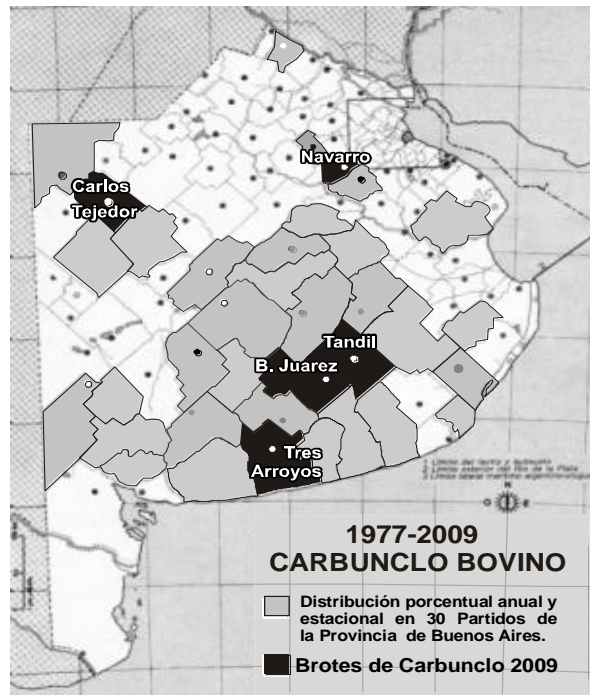 Navarro
Carlos
Tejedor
Tandil
B. Juarez
Tres
Arroyos
N
O
1977-2009
CARBUNCLO BOVINO
Distribución porcentual anual y
estacional en 30 Partidos de
la Provincia de Buenos Aires.
Brotes de Carbunclo 2009